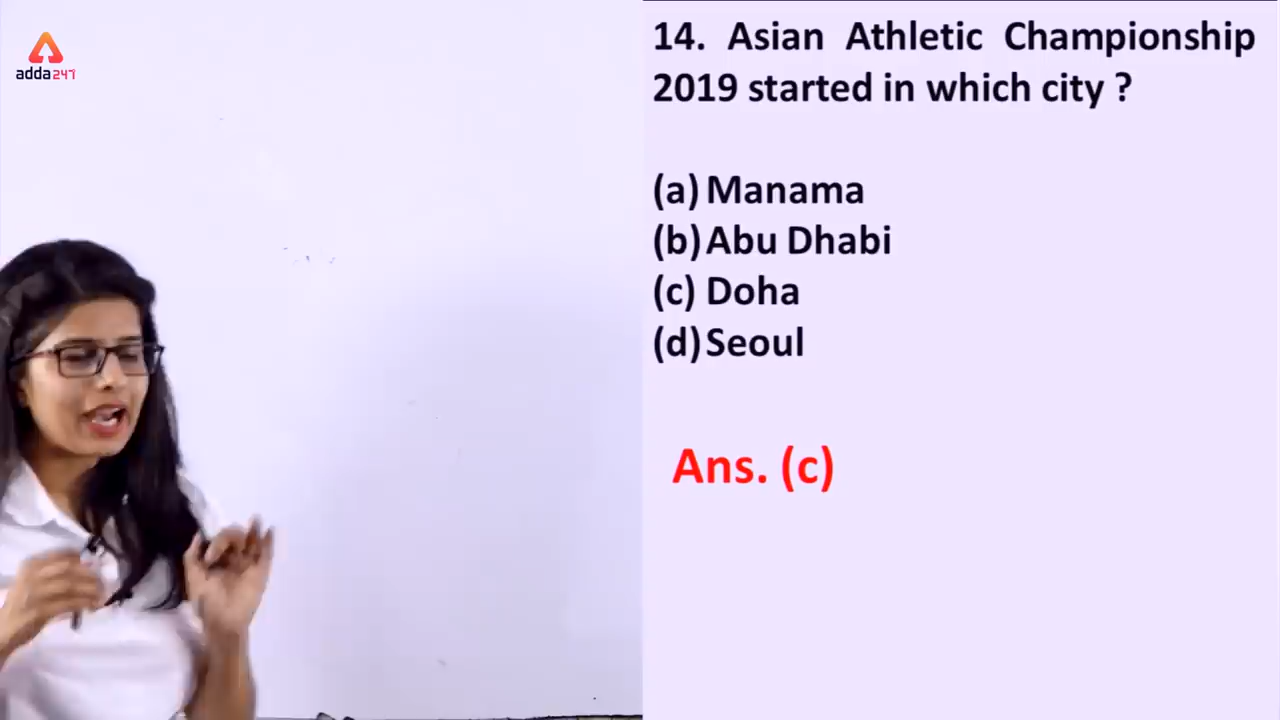 adda247
14. Asian Athletic Championship
2019 started in which city ?
(a) Manama
(b) Abu Dhabi
(c) Doha
(d) Seoul
Ans. (c)